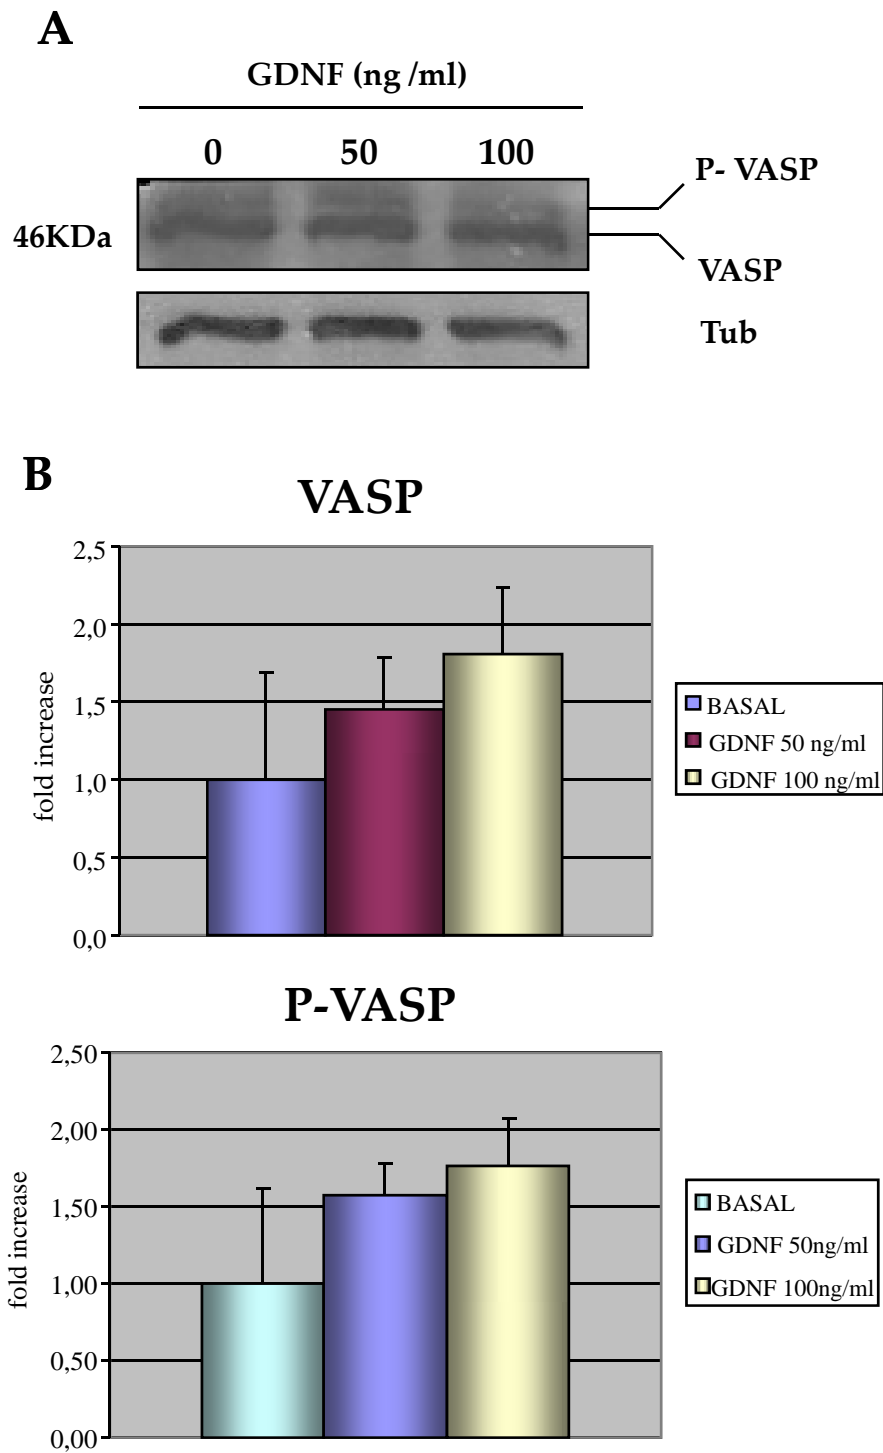 A
GDNF (ng /ml)
0 50 100
P- VASP
46KDa
VASP
Tub
B
VASP
2,5
2,0
1,5
1,0
0,5
0,0
fold increase
BASAL
GDNF 50 ng/ml
GDNF 100 ng/ml
P-VASP
2,50
2,00
1,50
1,00
0,50
0,00
fold increase
BASAL
GDNF 50ng/ml
GDNF 100ng/ml